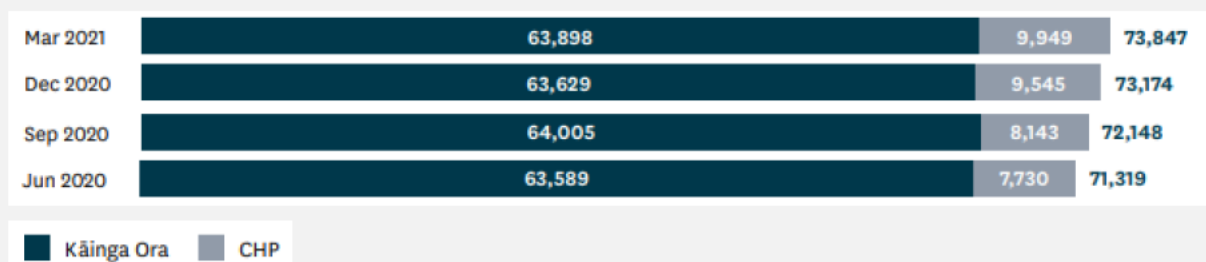 Mar 2021 63,898 9,949 73,847
Dec 2020 63,629 9,545 73,174
Sep 2020 64,005 8,143 72,148
Jun 2020 63,589 7,730 71,319
Kāinga Ora CHP